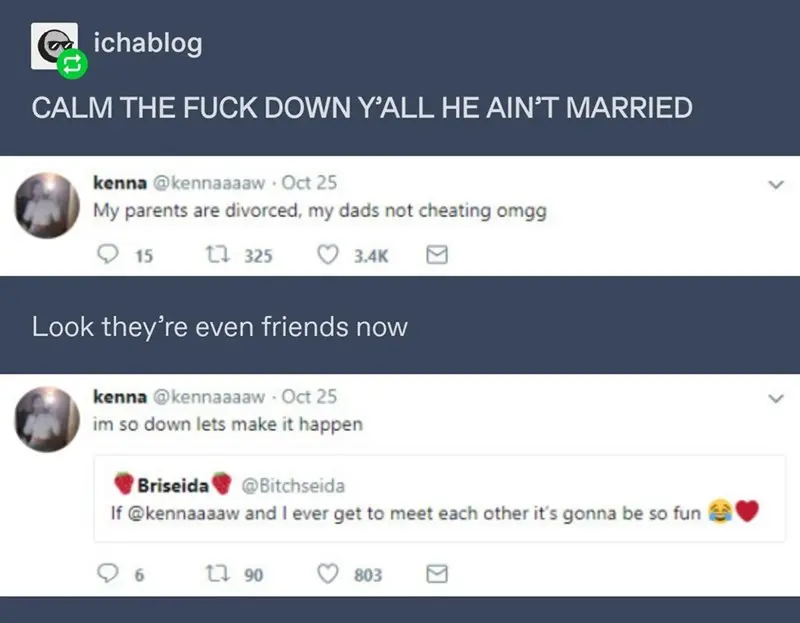 ichablog
CALM THE FUCK DOWN Y’ALL HE AIN’T MARRIED
kenna @kennaaaaw · Oct 25
My parents are divorced, my dads not cheating omgg
15 325 3.4K
Look they’re even friends now
kenna @kennaaaaw · Oct 25
im so down lets make it happen
🍓Briseida🍓 @Bitchseida
If @kennaaaaw and I ever get to meet each other it’s gonna be so fun 😂❤️
6 90 803